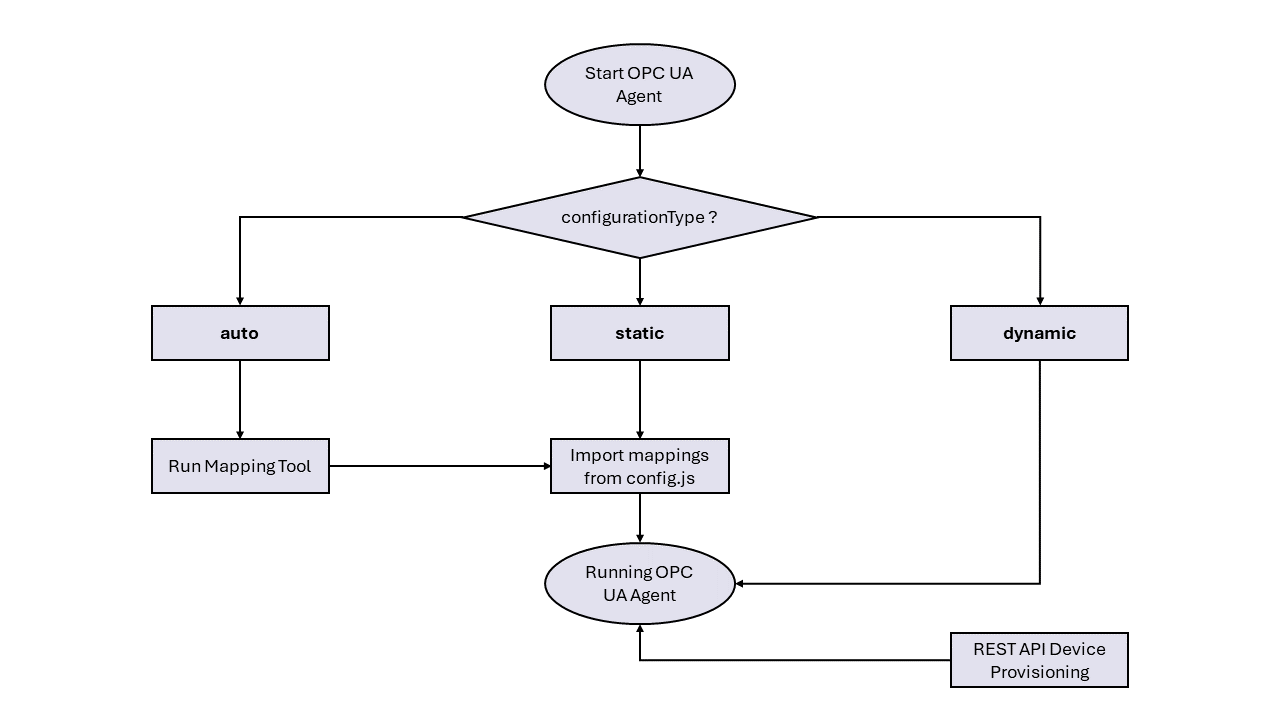 Start OPC UA
Agent
configurationType ?
auto
static
dynamic
Run Mapping Tool
Import mappings
from config.js
Running OPC
UA Agent
REST API Device
Provisioning